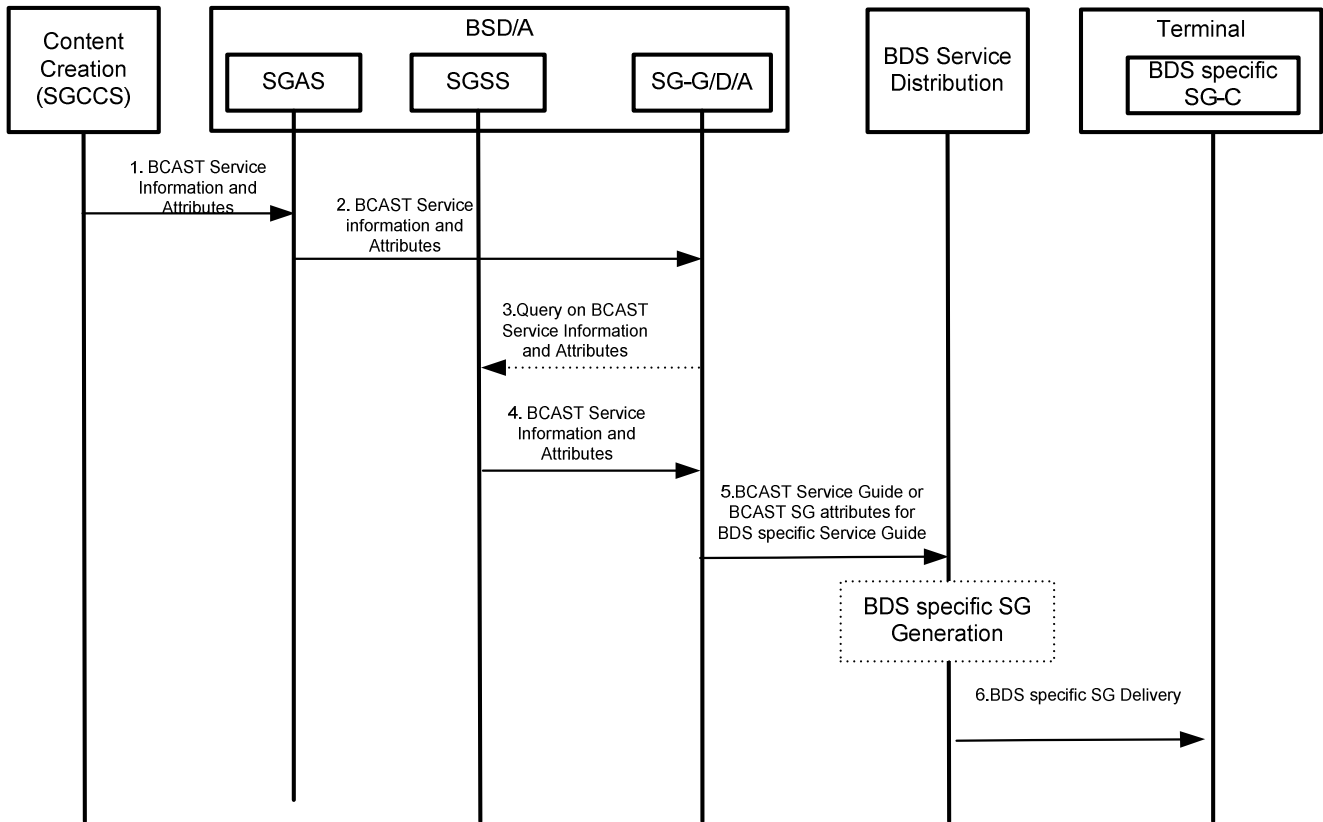 Content
Creation
(SGCCS)
BSD/A
SGAS
SGSS
SG-G/D/A
BDS Service
Distribution
Terminal
BDS specific
SG-C
1. BCAST Service
Information and
Attributes
2. BCAST Service
information and
Attributes
3.Query on BCAST
Service Information
and Attributes
4. BCAST Service
Information and
Attributes
5.BCAST Service Guide or
BCAST SG attributes for
BDS specific Service Guide
BDS specific SG
Generation
6.BDS specific SG Delivery